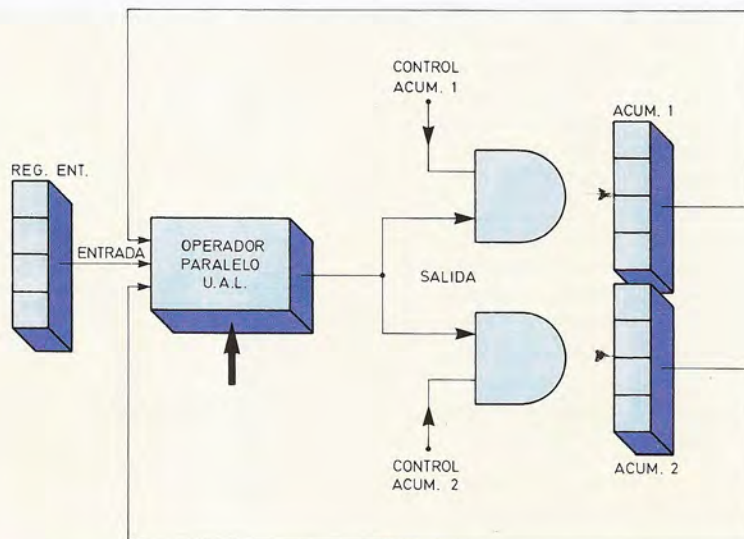 CONTROL
ACUM. 1
ACUM. 1
REG. ENT.
ENTRADA
OPERADOR
PARALELO
U.A.L.
SALIDA
CONTROL
ACUM. 2
ACUM. 2